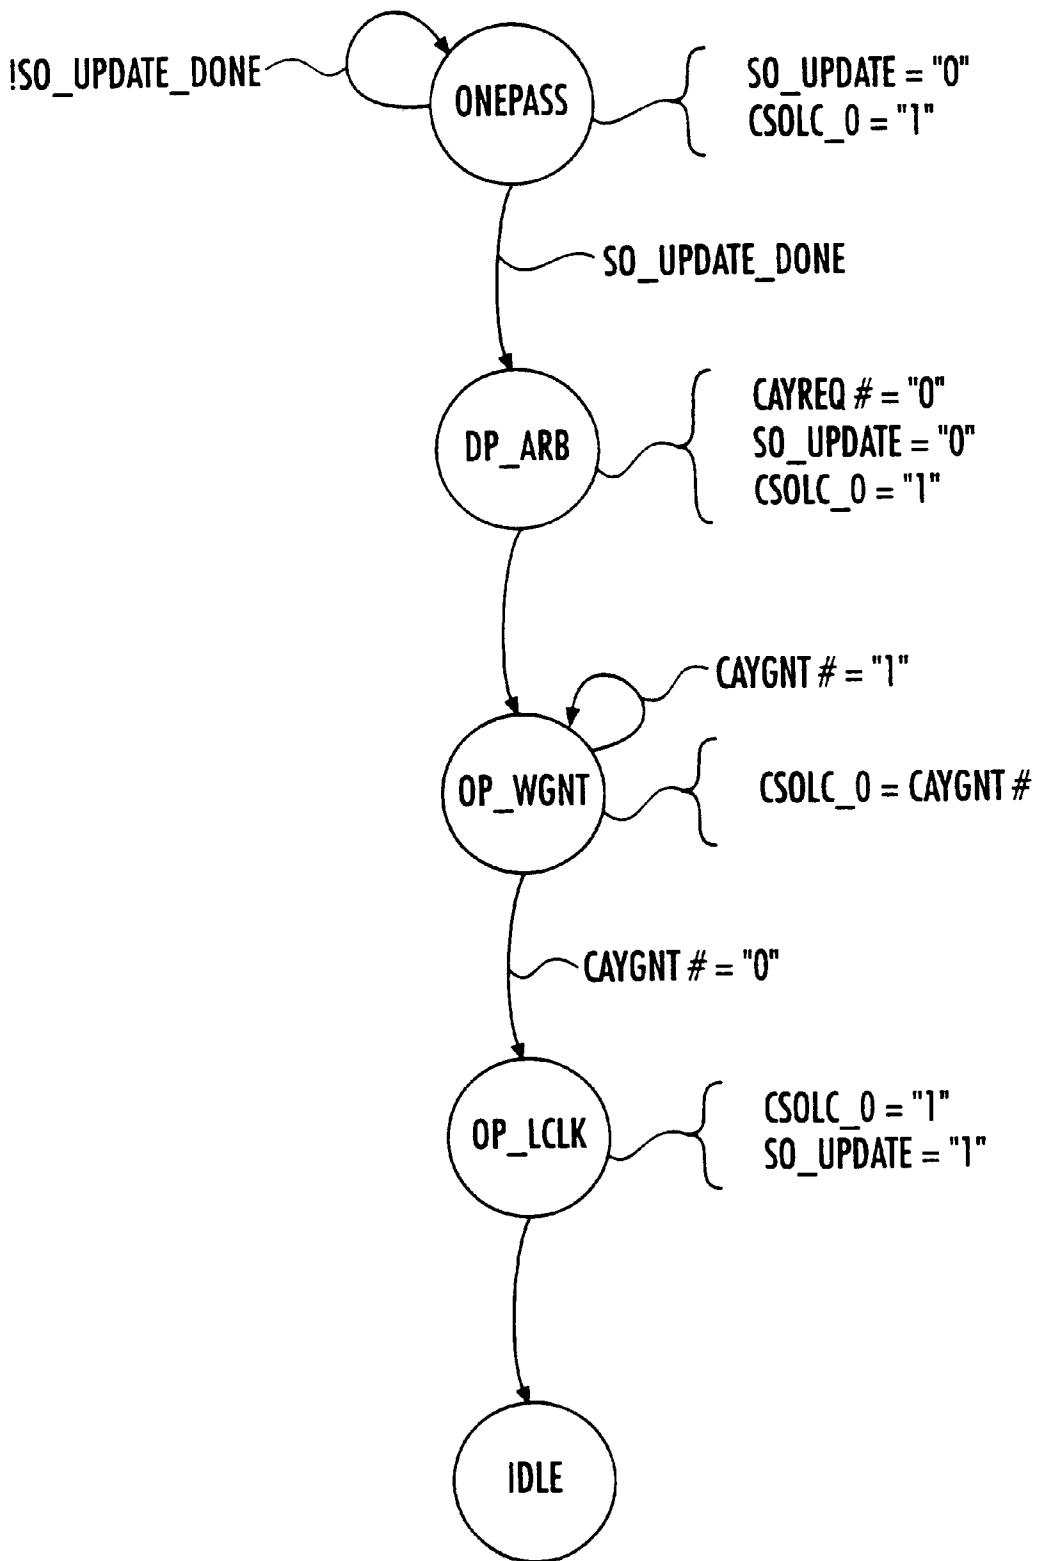 !SO_UPDATE_DONE
ONEPASS
SO_UPDATE = "0"
CSOLC_0 = "1"
SO_UPDATE_DONE
DP_ARB
CAYREQ # = "0"
SO_UPDATE = "0"
CSOLC_0 = "1"
CAYGNT # = "1"
OP_WGNT
CSOLC_0 = CAYGNT #
CAYGNT # = "0"
OP_LCLK
CSOLC_0 = "1"
SO_UPDATE = "1"
IDLE